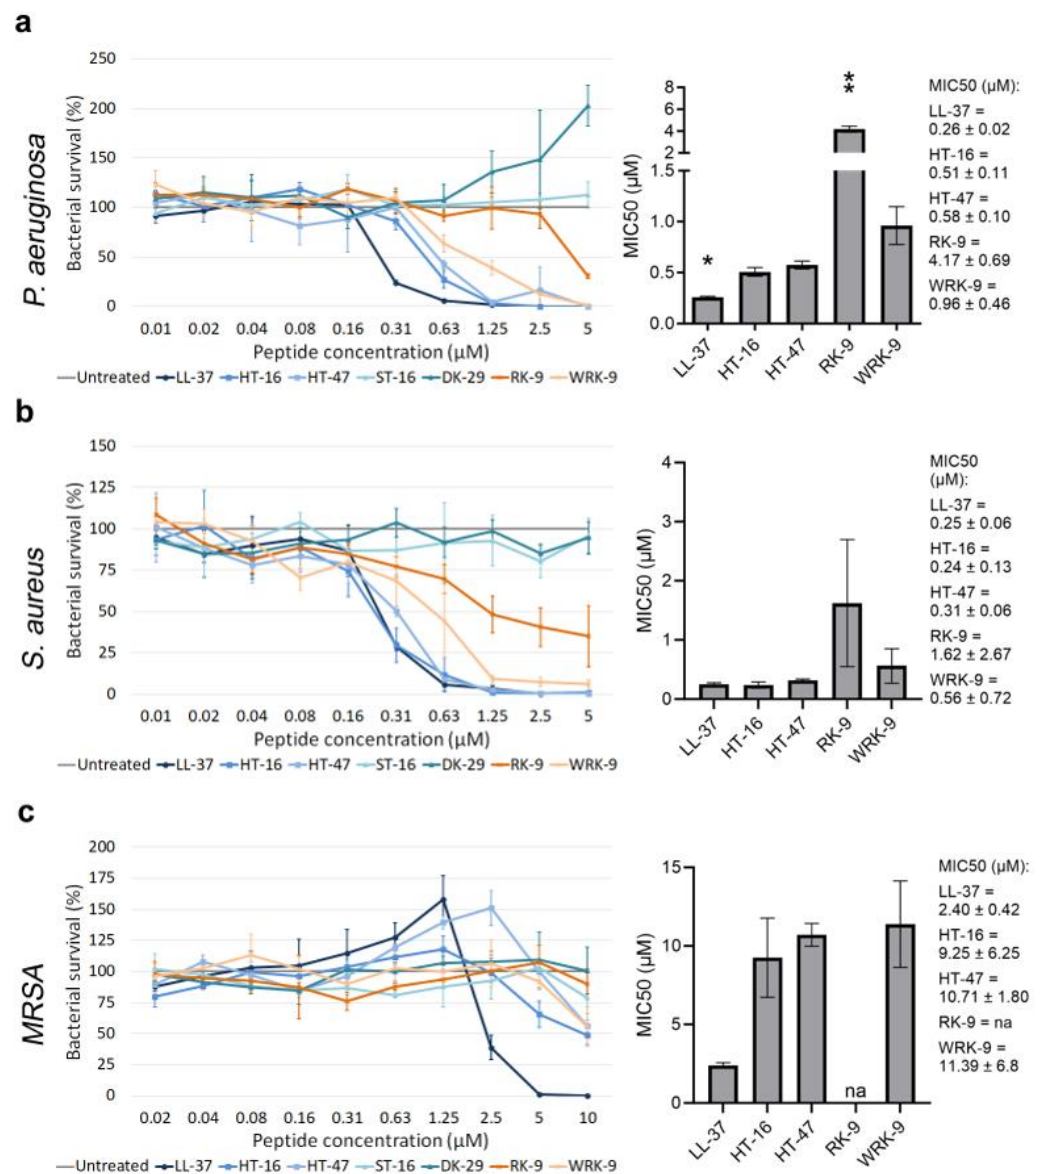 a
P. aeruginosa
Bacterial survival (%)
250
200
150
100
50
0
0.01 0.02 0.04 0.08 0.16 0.31 0.63 1.25 2.5 5
Peptide concentration (µM)
Untreated LL-37 HT-16 HT-47 ST-16 DK-29 RK-9 WRK-9
MIC50 (µM)
8
6
4
2
1.5
1.0
0.5
0.0
*
**
LL-37 HT-16 HT-47 RK-9 WRK-9
MIC50 (µM):
LL-37 =
0.26 ± 0.02
HT-16 =
0.51 ± 0.11
HT-47 =
0.58 ± 0.10
RK-9 =
4.17 ± 0.69
WRK-9 =
0.96 ± 0.46
b
S. aureus
Bacterial survival (%)
150
125
100
75
50
25
0
0.01 0.02 0.04 0.08 0.16 0.31 0.63 1.25 2.5 5
Peptide concentration (µM)
Untreated LL-37 HT-16 HT-47 ST-16 DK-29 RK-9 WRK-9
MIC50 (µM)
4
3
2
1
0
LL-37 HT-16 HT-47 RK-9 WRK-9
MIC50
(µM):
LL-37 =
0.25 ± 0.06
HT-16 =
0.24 ± 0.13
HT-47 =
0.31 ± 0.06
RK-9 =
1.62 ± 2.67
WRK-9 =
0.56 ± 0.72
c
MRSA
Bacterial survival (%)
200
175
150
125
100
75
50
25
0
0.02 0.04 0.08 0.16 0.31 0.63 1.25 2.5 5 10
Peptide concentration (µM)
Untreated LL-37 HT-16 HT-47 ST-16 DK-29 RK-9 WRK-9
MIC50 (µM)
15
10
5
0
na
LL-37 HT-16 HT-47 RK-9 WRK-9
MIC50 (µM):
LL-37 =
2.40 ± 0.42
HT-16 =
9.25 ± 6.25
HT-47 =
10.71 ± 1.80
RK-9 = na
WRK-9 =
11.39 ± 6.8